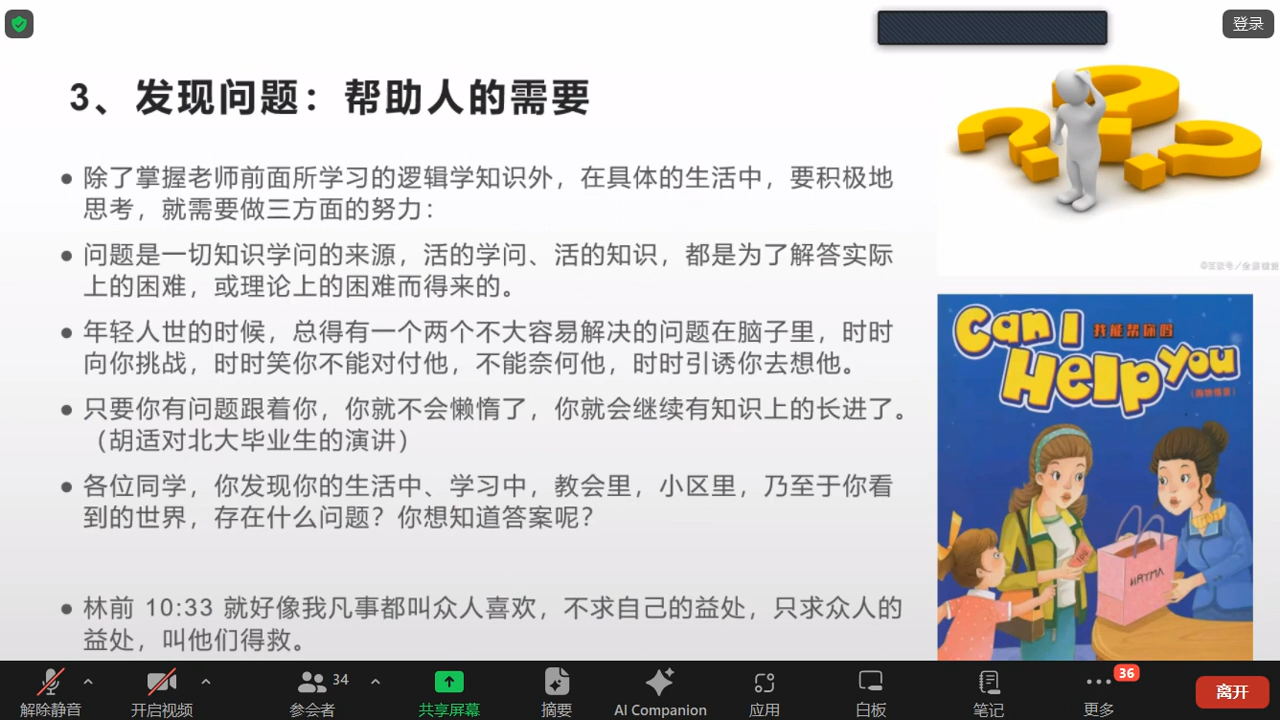 登录
3、发现问题：帮助人的需要
● 除了掌握老师前面所学习的逻辑学知识外，在具体的生活中，要积极地
思考，就需要做三方面的努力：
● 问题是一切知识学问的来源，活的学问、活的知识，都是为了解答实际
上的困难，或理论上的困难而得来的。
● 年轻人世的时候，总得有一个两个不大容易解决的问题在脑子里，时时
向你挑战，时时笑你不能对付他，不能奈何他，时时引诱你去想他。
● 只要你有问题跟着你，你就不会懒惰了，你就会继续有知识上的长进了。
（胡适对北大毕业生的演讲）
● 各位同学，你发现你的生活中、学习中，教会里，小区里，乃至于你看
到的世界，存在什么问题？你想知道答案呢？
● 林前 10:33 就好像我凡事都叫众人喜欢，不求自己的益处，只求众人的
益处，叫他们得救。
Can I
我能帮你吗
Help You
HAYMA
100
34
36
解除静音
开启视频
参会者
共享屏幕
摘要
AI Companion
应用
白板
笔记
更多
离开